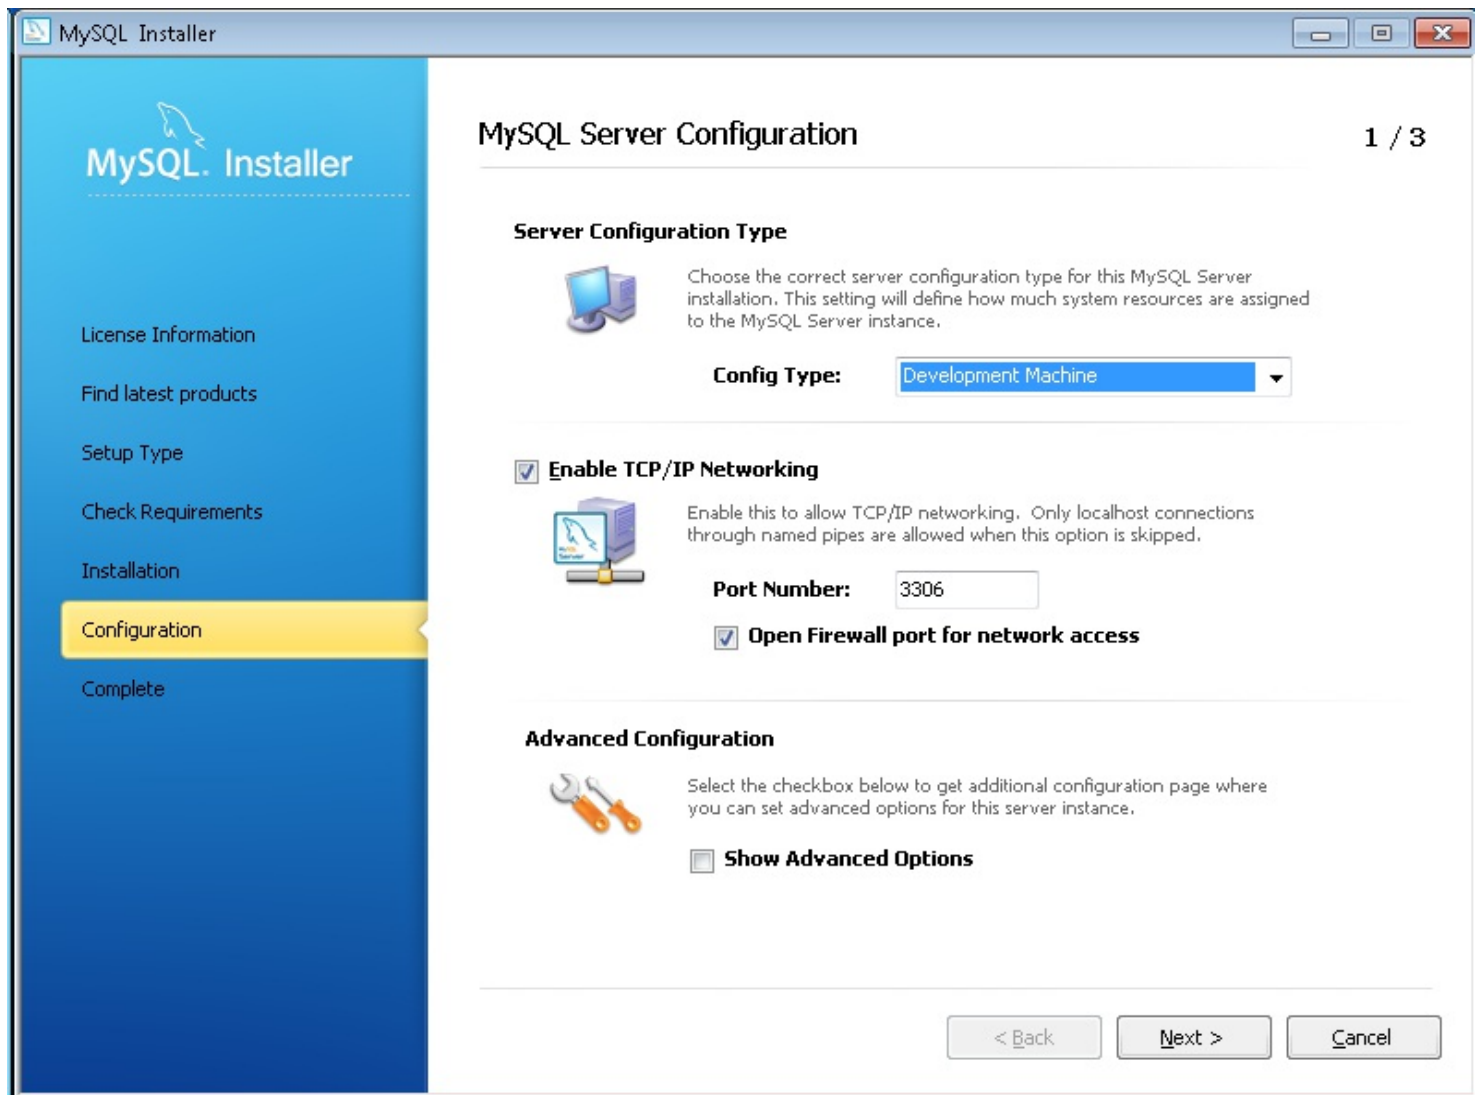 MySQL Installer
MySQL. Installer
License Information
Find latest products
Setup Type
Check Requirements
Installation
Configuration
Complete
MySQL Server Configuration
1 / 3
Server Configuration Type
Choose the correct server configuration type for this MySQL Server
installation. This setting will define how much system resources are assigned
to the MySQL Server instance.
Config Type:
Development Machine
Enable TCP/IP Networking
Enable this to allow TCP/IP networking. Only localhost connections
through named pipes are allowed when this option is skipped.
Port Number:
3306
Open Firewall port for network access
Advanced Configuration
Select the checkbox below to get additional configuration page where
you can set advanced options for this server instance.
Show Advanced Options
< Back
Next >
Cancel